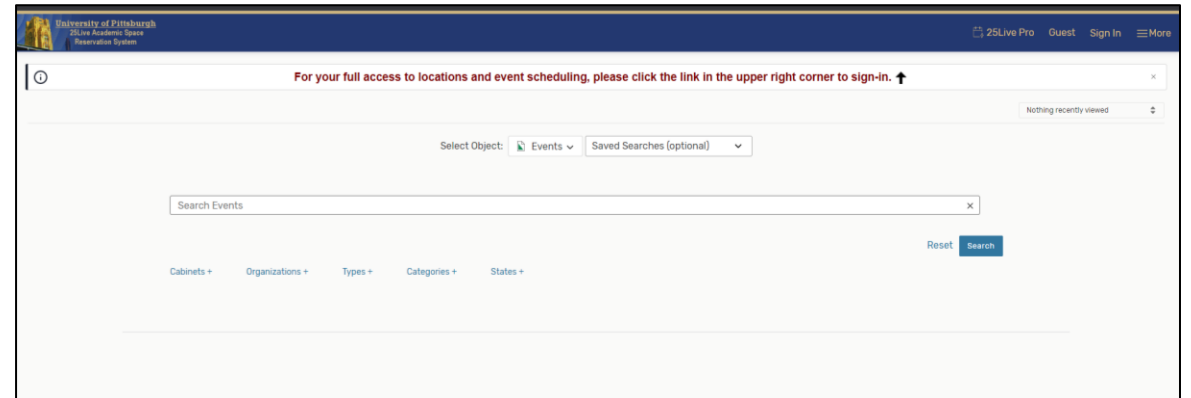 University of Pittsburgh
25Live Academic Space
Reservation System
25Live Pro Guest Sign In More
For your full access to locations and event scheduling, please click the link in the upper right corner to sign-in.
Nothing recently viewed
Select Object: Events Saved Searches (optional)
Search Events
Reset Search
Cabinets + Organizations + Types + Categories + States +